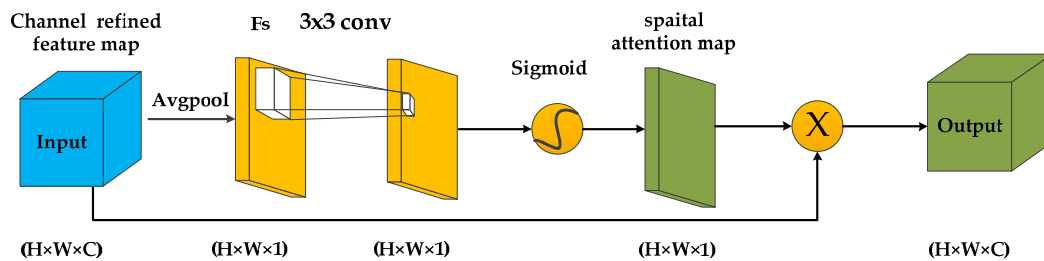 Channel refined
feature map
Input
Avgpool
Fs
3x3 conv
Sigmoid
spaital
attention map
X
Output
(H×W×C)
(H×W×1)
(H×W×1)
(H×W×1)
(H×W×C)